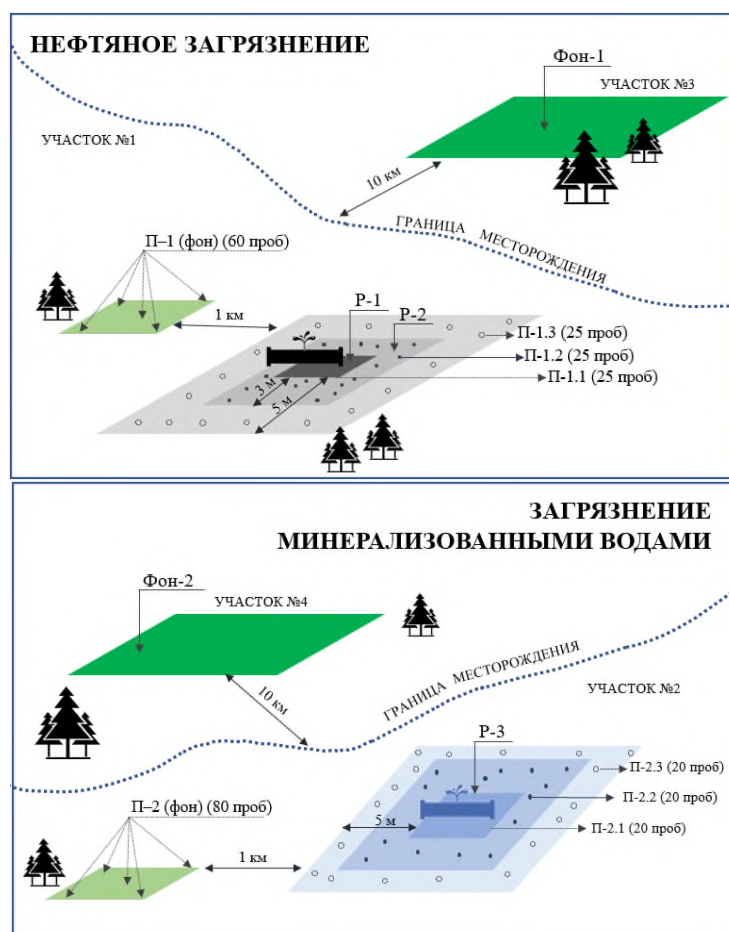 НЕФТЯНОЕ ЗАГРЯЗНЕНИЕ
Фон-1
УЧАСТОК №3
УЧАСТОК №1
10 км
ГРАНИЦА МЕСТОРОЖДЕНИЯ
П–1 (фон) (60 проб)
Р-1
Р-2
1 км
П-1.3 (25 проб)
П-1.2 (25 проб)
П-1.1 (25 проб)
3 м
5 м
ЗАГРЯЗНЕНИЕ
МИНЕРАЛИЗОВАННЫМИ ВОДАМИ
Фон-2
УЧАСТОК №4
ГРАНИЦА МЕСТОРОЖДЕНИЯ
УЧАСТОК №2
10 км
Р-3
П-2.3 (20 проб)
П-2.2 (20 проб)
П-2.1 (20 проб)
П–2 (фон) (80 проб)
5 м
1 км